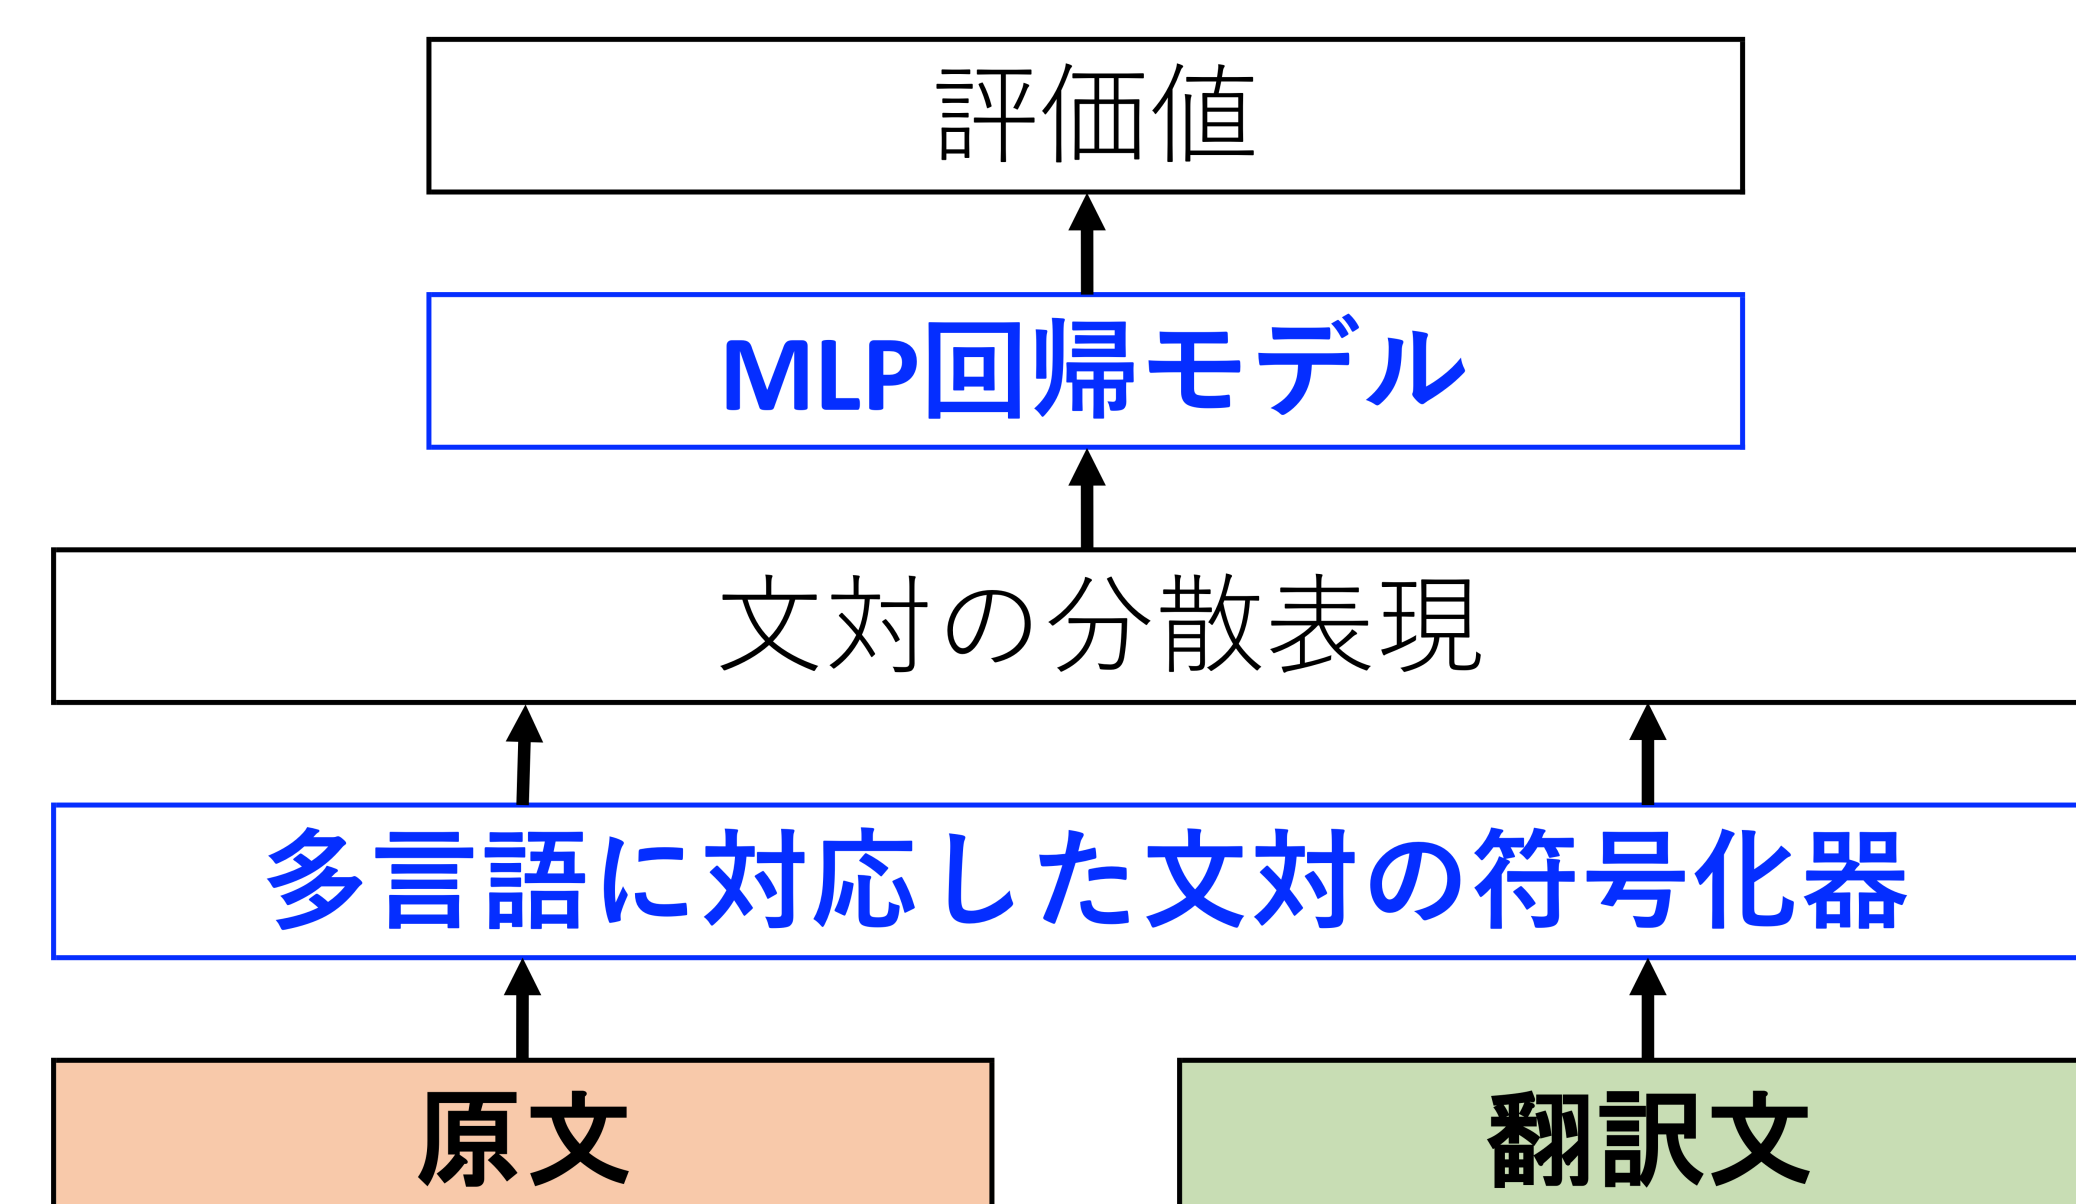 評価値
MLP回帰モデル
文対の分散表現
多言語に対応した文対の符号化器
原文
翻訳文